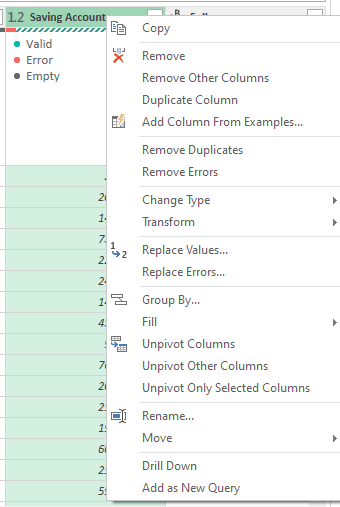 1.2 Saving Account
Valid
Error
Empty
Copy
Remove
Remove Other Columns
Duplicate Column
Add Column From Examples...
Remove Duplicates
Remove Errors
Change Type
Transform
1
2
Replace Values...
Replace Errors...
Group By...
Fill
Unpivot Columns
Unpivot Other Columns
Unpivot Only Selected Columns
Rename...
Move
Drill Down
Add as New Query